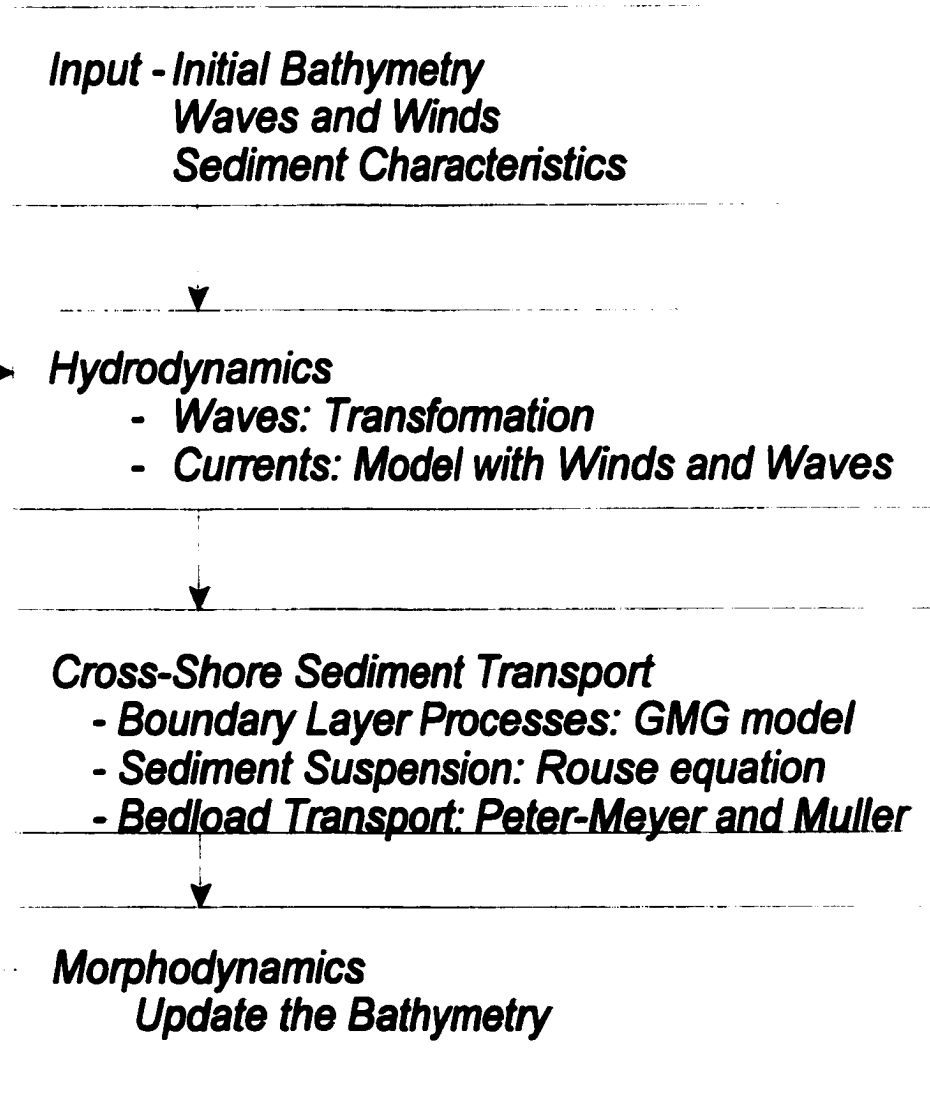 Input - Initial Bathymetry
Waves and Winds
Sediment Characteristics
Hydrodynamics
- Waves: Transformation
- Currents: Model with Winds and Waves
Cross-Shore Sediment Transport
- Boundary Layer Processes: GMG model
- Sediment Suspension: Rouse equation
- Bedload Transport: Peter-Meyer and Muller
Morphodynamics
Update the Bathymetry